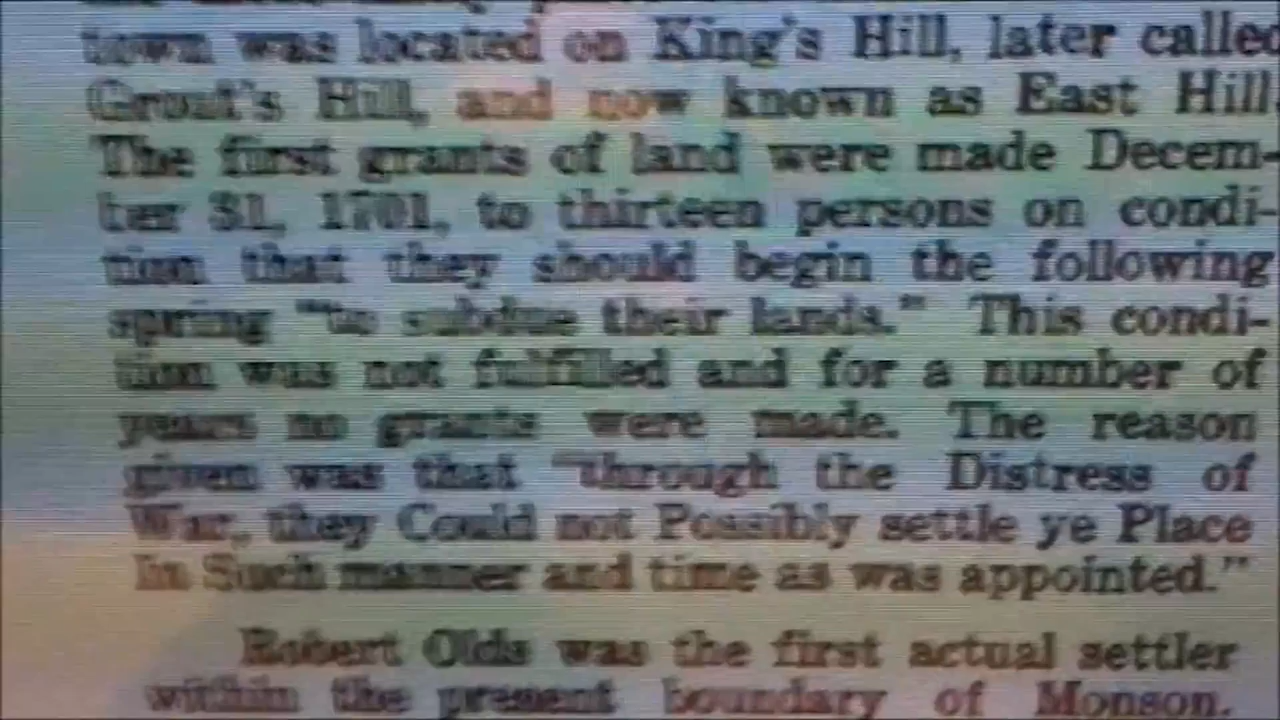 town was located on King's Hill, later called
Grout's Hill, and now known as East Hill.
The first grants of land were made Decem-
ber 31, 1701, to thirteen persons on condi-
tion that they should begin the following
spring "to subdue their lands." This condi-
tion was not fulfilled and for a number of
years no grants were made. The reason
given was that "through the Distress of
War, they Could not Possibly settle ye Place
In Such manner and time as was appointed."
Robert Olds was the first actual settler
within the present boundary of Monson.